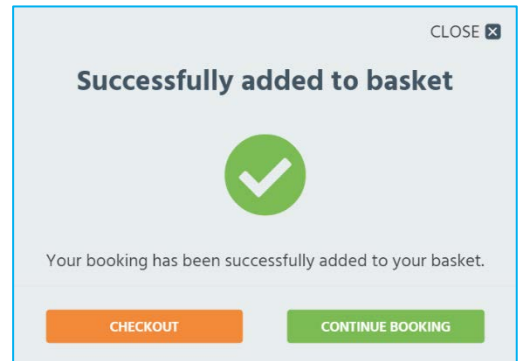 CLOSE
Successfully added to basket
Your booking has been successfully added to your basket.
CHECKOUT
CONTINUE BOOKING